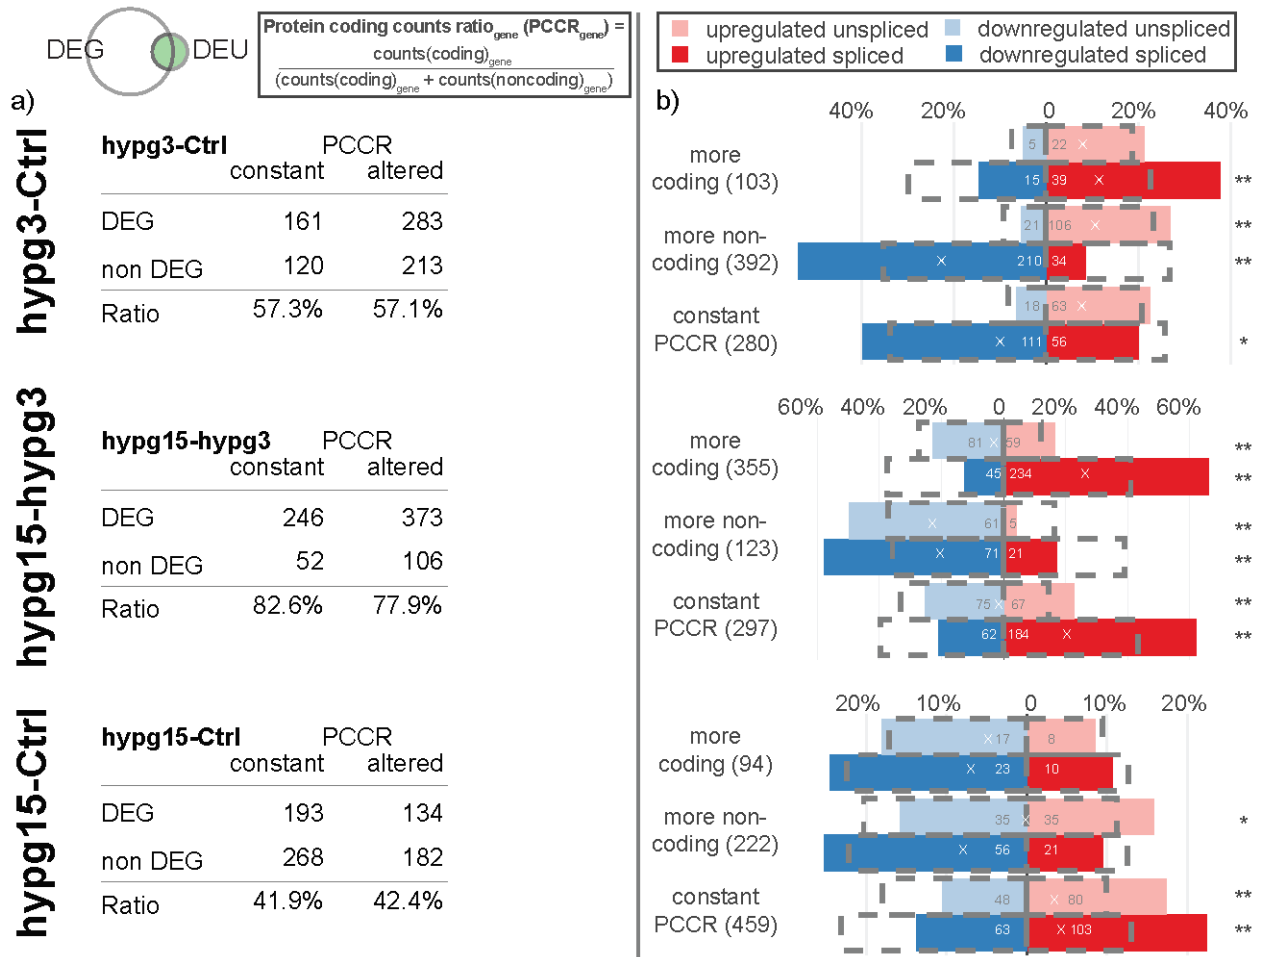 DEG
DEU
Protein coding counts ratio gene (PCCR gene) =
counts(coding) gene
(counts(coding) gene + counts(noncoding) gene)
a)
hypg3-Ctrl
hypg3-Ctrl PCCR
constant altered
DEG 161 283
non DEG 120 213
Ratio 57.3% 57.1%
hypg15-hypg3
hypg15-hypg3 PCCR
constant altered
DEG 246 373
non DEG 52 106
Ratio 82.6% 77.9%
hypg15-Ctrl
hypg15-Ctrl PCCR
constant altered
DEG 193 134
non DEG 268 182
Ratio 41.9% 42.4%
upregulated unspliced downregulated unspliced
upregulated spliced downregulated spliced
b)
40% 20% 0 20% 40%
more
coding (103)
5 22
15 39 **
more non-
coding (392)
21 106 **
210 34 **
constant
PCCR (280)
18 63
111 56 *
60% 40% 20% 0 20% 40% 60%
more
coding (355)
81 59 **
45 234 **
more non-
coding (123)
61 5 **
71 21 **
constant
PCCR (297)
75 67 **
62 184 **
20% 10% 0 10% 20%
more
coding (94)
17 8
23 10
more non-
coding (222)
35 35 *
56 21
constant
PCCR (459)
48 80 **
63 103 **